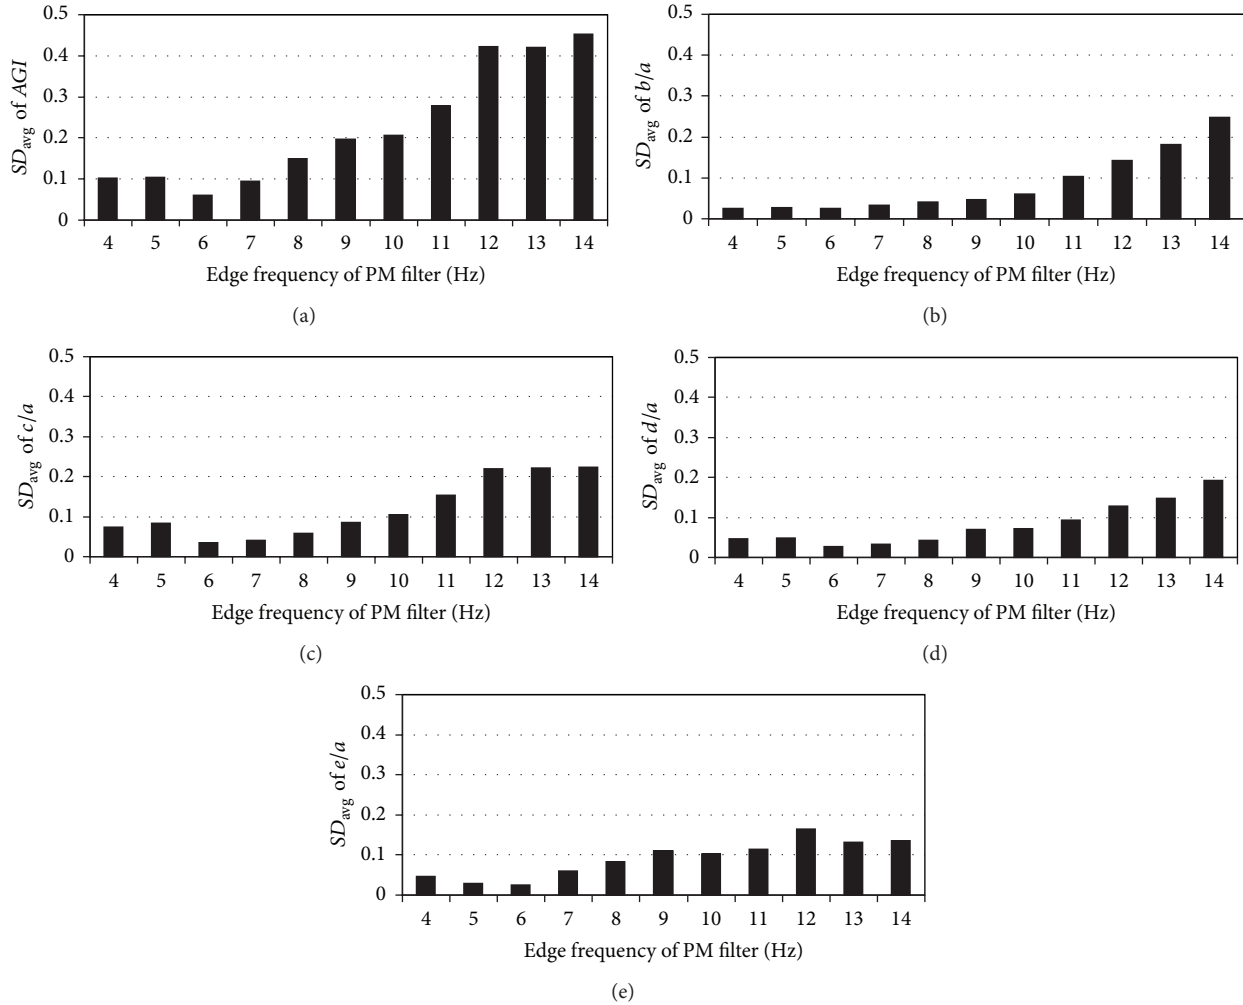 0.5
0.4
0.3
0.2
0.1
0
SD_avg of AGI
4 5 6 7 8 9 10 11 12 13 14
Edge frequency of PM filter (Hz)
(a)
0.5
0.4
0.3
0.2
0.1
0
SD_avg of b/a
4 5 6 7 8 9 10 11 12 13 14
Edge frequency of PM filter (Hz)
(b)
0.5
0.4
0.3
0.2
0.1
0
SD_avg of c/a
4 5 6 7 8 9 10 11 12 13 14
Edge frequency of PM filter (Hz)
(c)
0.5
0.4
0.3
0.2
0.1
0
SD_avg of d/a
4 5 6 7 8 9 10 11 12 13 14
Edge frequency of PM filter (Hz)
(d)
0.5
0.4
0.3
0.2
0.1
0
SD_avg of e/a
4 5 6 7 8 9 10 11 12 13 14
Edge frequency of PM filter (Hz)
(e)